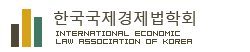 한국국제경제법학회
INTERNATIONAL ECONOMIC
LAW ASSOCIATION OF KOREA